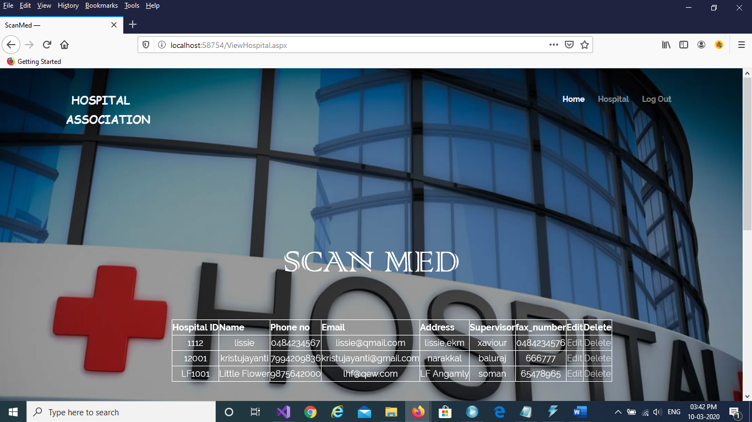 File Edit View History Bookmarks Tools Help
ScanMed —
localhost:58754/ViewHospital.aspx
Getting Started
HOSPITAL
ASSOCIATION
Home Hospital Log Out
SCAN MED
HOSPITAL
Hospital ID Name Phone no Email Address Supervisor fax_number Edit Delete
1112 lissie 0484234567 lissie@qmail.com lissie ekm xaviour 0484234576 Edit Delete
12001 kristujayanti 7994209836 kristujayanti@gmail.com narakkal baluraj 666777 Edit Delete
LF1001 Little Flower 9875642000 lhf@qew.com LF Angamly soman 65478965 Edit Delete
Type here to search
ENG
03:42 PM
10-03-2020
1